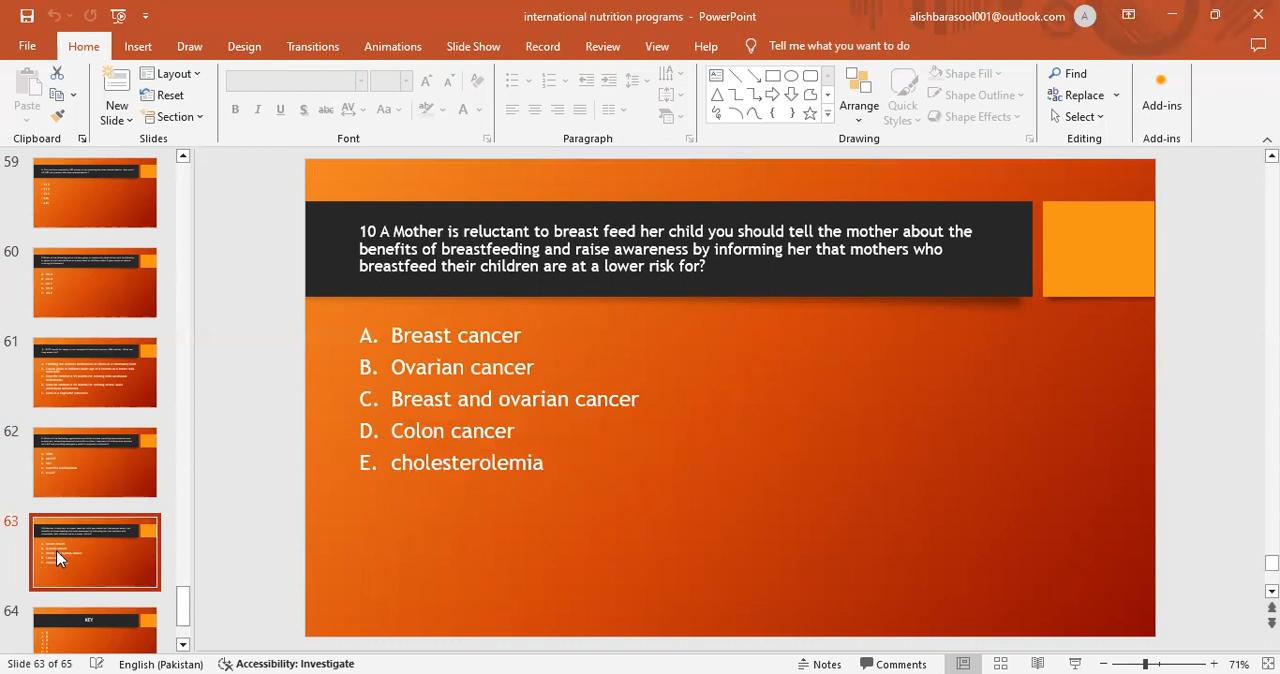 international nutrition programs - PowerPoint
alishbarasool001@outlook.com
A
File Home Insert Draw Design Transitions Animations Slide Show Record Review View Help Tell me what you want to do
Paste
New
Slide
Layout
Reset
Section
B I U S abc AV Aa A
Arrange
Quick
Styles
Shape Fill
Shape Outline
Shape Effects
Find
Replace
Select
Add-ins
Clipboard Slides Font Paragraph Drawing Editing Add-ins
59
60
61
62
63
64
KEY
10 A Mother is reluctant to breast feed her child you should tell the mother about the
benefits of breastfeeding and raise awareness by informing her that mothers who
breastfeed their children are at a lower risk for?
A. Breast cancer
B. Ovarian cancer
C. Breast and ovarian cancer
D. Colon cancer
E. cholesterolemia
Slide 63 of 65 English (Pakistan) Accessibility: Investigate Notes Comments 71%